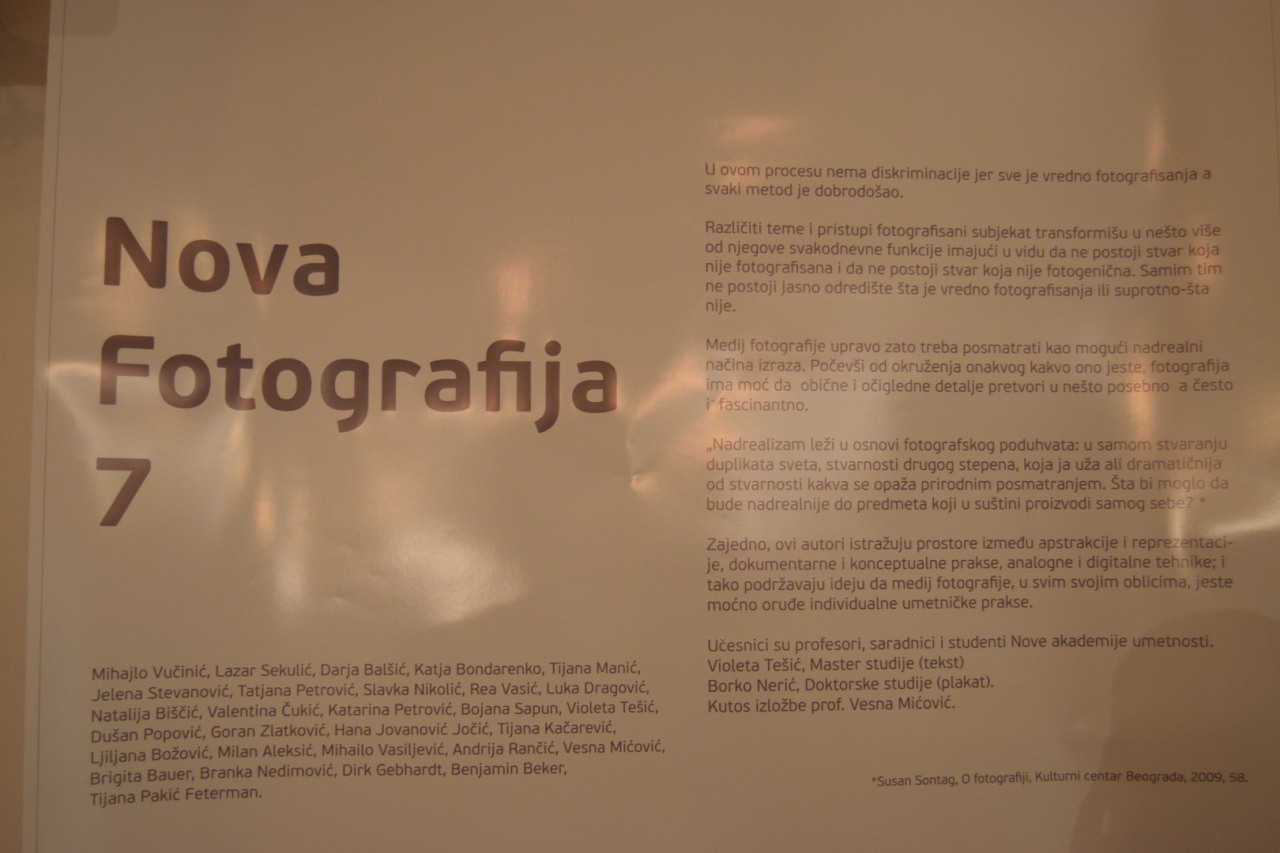 Nova
Fotografija
7
Mihajlo Vučinić, Lazar Sekulić, Darja Balšić, Katja Bondarenko, Tijana Manić,
Jelena Stevanović, Tatjana Petrović, Slavka Nikolić, Rea Vasić, Luka Dragović,
Natalija Biščić, Valentina Čukić, Katarina Petrović, Bojana Sapun, Violeta Tešić,
Dušan Popović, Goran Zlatković, Hana Jovanović Jočić, Tijana Kačarević,
Ljiljana Božović, Milan Aleksić, Mihailo Vasiljević, Andrija Rančić, Vesna Mićović,
Brigita Bauer, Branka Nedimović, Dirk Gebhardt, Benjamin Beker,
Tijana Pakić Feterman.
U ovom procesu nema diskriminacije jer sve je vredno fotografisanja a
svaki metod je dobrodošao.
Različiti teme i pristupi fotografisani subjekat transformišu u nešto više
od njegove svakodnevne funkcije imajući u vidu da ne postoji stvar koja
nije fotografisana i da ne postoji stvar koja nije fotogenična. Samim tim
ne postoji jasno odredište šta je vredno fotografisanja ili suprotno-šta
nije.
Medij fotografije upravo zato treba posmatrati kao mogući nadrealni
načina izraza. Počevši od okruženja onakvog kakvo ono jeste, fotografija
ima moć da obične i očigledne detalje pretvori u nešto posebno a često
i fascinantno.
„Nadrealizam leži u osnovi fotografskog poduhvata: u samom stvaranju
duplikata sveta, stvarnosti drugog stepena, koja ja uža ali dramatičnija
od stvarnosti kakva se opaža prirodnim posmatranjem. Šta bi moglo da
bude nadrealnije do predmeta koji u suštini proizvodi samog sebe? *
Zajedno, ovi autori istražuju prostore između apstrakcije i reprezentaci-
je, dokumentarne i konceptualne prakse, analogne i digitalne tehnike; i
tako podržavaju ideju da medij fotografije, u svim svojim oblicima, jeste
moćno oruđe individualne umetničke prakse.
Učesnici su profesori, saradnici i studenti Nove akademije umetnosti.
Violeta Tešić, Master studije (tekst)
Borko Nerić, Doktorske studije (plakat).
Kutos izložbe prof. Vesna Mićović.
*Susan Sontag, O fotografiji, Kulturni centar Beograda, 2009, 58.